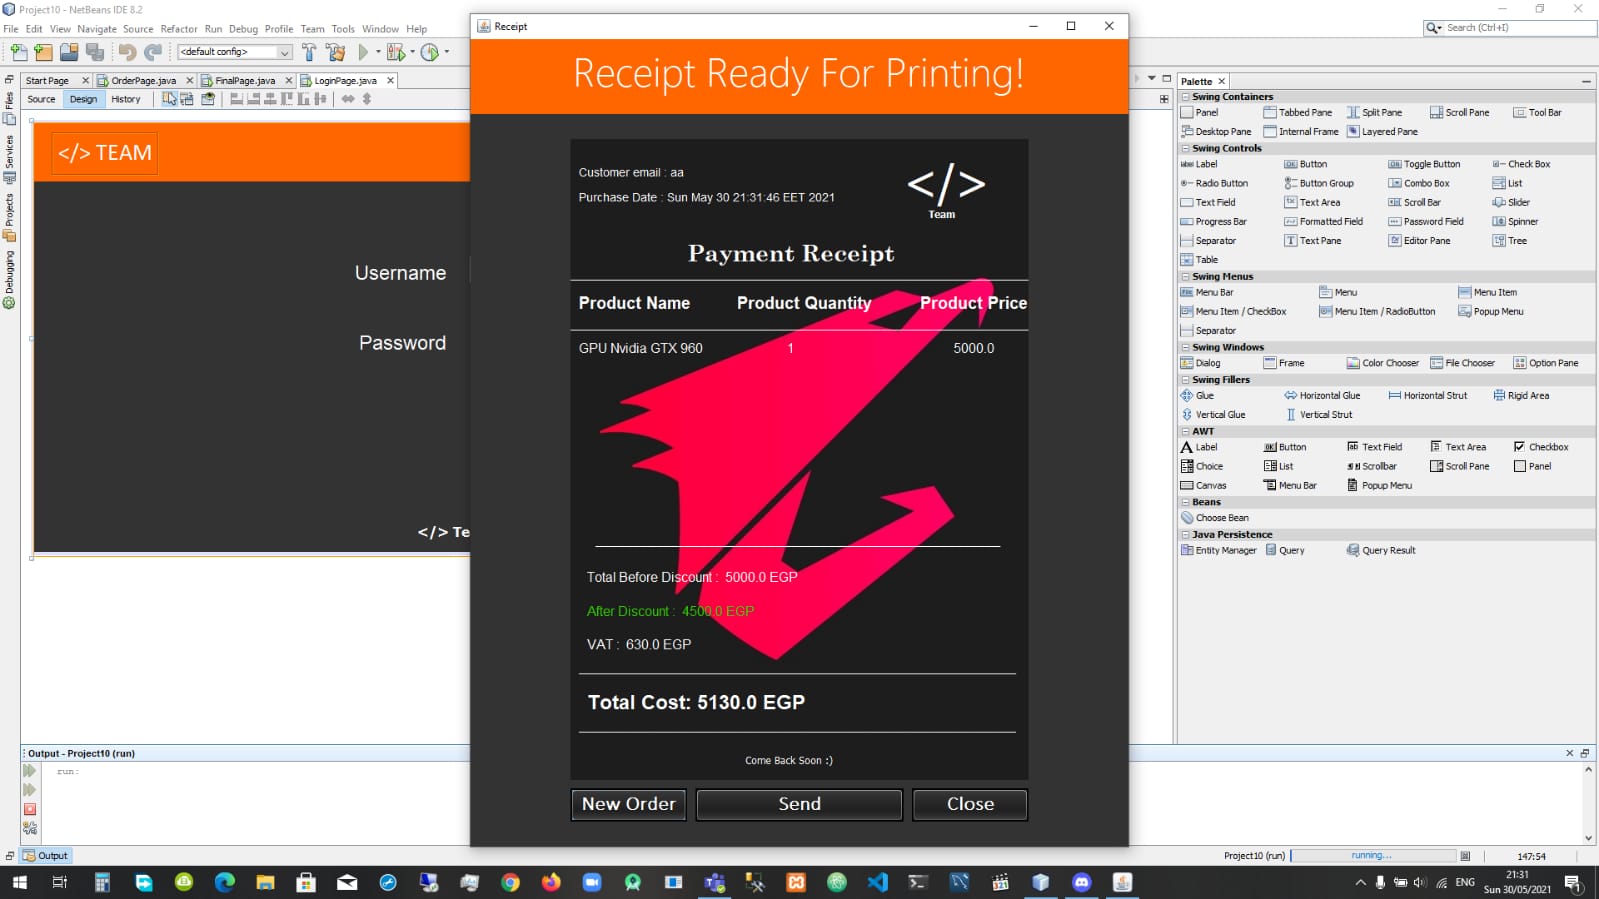 Project10 - NetBeans IDE 8.2
File Edit View Navigate Source Refactor Run Debug Profile Team Tools Window Help
Search (Ctrl+I)
<default config>
Start Page
OrderPage.java
FinalPage.java
LoginPage.java
Source Design History
Files
Services
Projects
Debugging
</> TEAM
Username
Password
</> Te
Receipt
Receipt Ready For Printing!
Customer email : aa
Purchase Date : Sun May 30 21:31:46 EET 2021
</>
Team
Payment Receipt
Product Name Product Quantity Product Price
GPU Nvidia GTX 960 1 5000.0
Total Before Discount : 5000.0 EGP
After Discount : 4500.0 EGP
VAT : 630.0 EGP
Total Cost: 5130.0 EGP
Come Back Soon :)
New Order Send Close
Palette
Swing Containers
Panel Tabbed Pane Split Pane Scroll Pane Tool Bar
Desktop Pane Internal Frame Layered Pane
Swing Controls
Label Button Toggle Button Check Box
Radio Button Button Group Combo Box List
Text Field Text Area Scroll Bar Slider
Progress Bar Formatted Field Password Field Spinner
Separator Text Pane Editor Pane Tree
Table
Swing Menus
Menu Bar Menu Menu Item
Menu Item / CheckBox Menu Item / RadioButton Popup Menu
Separator
Swing Windows
Dialog Frame Color Chooser File Chooser Option Pane
Swing Fillers
Glue Horizontal Glue Horizontal Strut Rigid Area
Vertical Glue Vertical Strut
AWT
Label Button Text Field Text Area Checkbox
Choice List Scrollbar Scroll Pane Panel
Canvas Menu Bar Popup Menu
Beans
Choose Bean
Java Persistence
Entity Manager Query Query Result
Output - Project10 (run)
run:
Output
Project10 (run) running... 147:54
ENG
21:31
Sun 30/05/2021